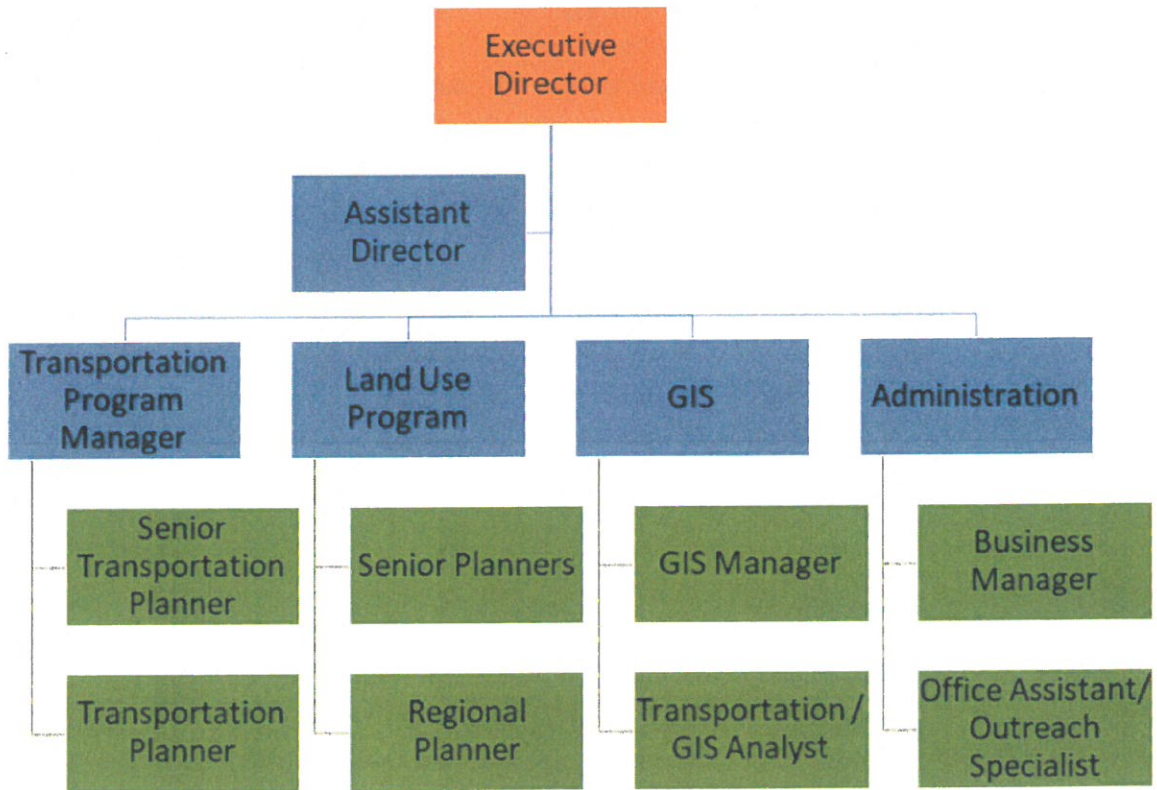 Executive
Director
Assistant
Director
Transportation
Program
Manager
Land Use
Program
GIS
Administration
Senior
Transportation
Planner
Senior Planners
GIS Manager
Business
Manager
Transportation
Planner
Regional
Planner
Transportation /
GIS Analyst
Office Assistant/
Outreach
Specialist